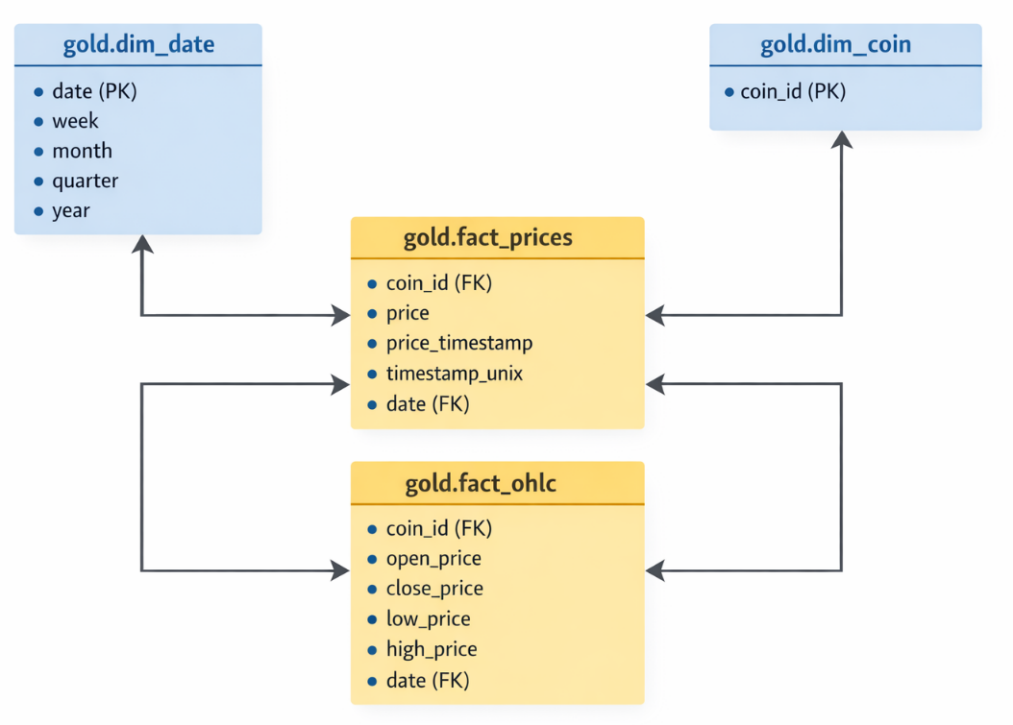 gold.dim_date
• date (PK)
• week
• month
• quarter
• year
gold.dim_coin
• coin_id (PK)
gold.fact_prices
• coin_id (FK)
• price
• price_timestamp
• timestamp_unix
• date (FK)
gold.fact_ohlc
• coin_id (FK)
• open_price
• close_price
• low_price
• high_price
• date (FK)